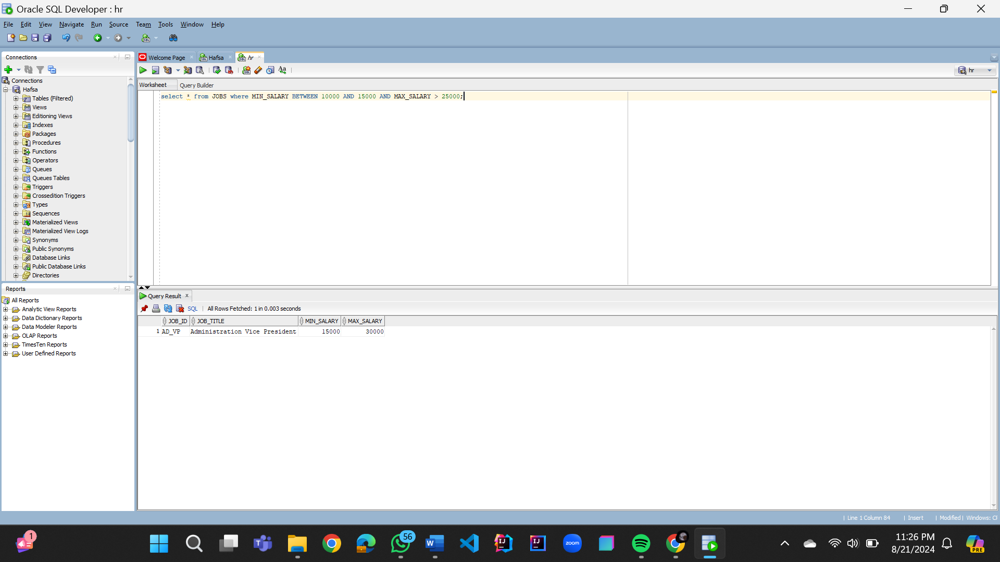 Oracle SQL Developer : hr
File Edit View Navigate Run Source Team Tools Window Help
Connections
Welcome Page Hafsa hr
hr
Worksheet Query Builder
select * from JOBS where MIN_SALARY BETWEEN 10000 AND 15000 AND MAX_SALARY > 25000;
Connections
Hafsa
Tables (Filtered)
Views
Editioning Views
Indexes
Packages
Procedures
Functions
Operators
Queues
Queues Tables
Triggers
Crossedition Triggers
Types
Sequences
Materialized Views
Materialized View Logs
Synonyms
Public Synonyms
Database Links
Public Database Links
Directories
Reports
All Reports
Analytic View Reports
Data Dictionary Reports
Data Modeler Reports
OLAP Reports
TimesTen Reports
User Defined Reports
Query Result
SQL | All Rows Fetched: 1 in 0.003 seconds
JOB_ID JOB_TITLE MIN_SALARY MAX_SALARY
1 AD_VP Administration Vice President 15000 30000
| Line 1 Column 84 | Insert | Modified | Windows: CF
1
56
zoom
11:26 PM
8/21/2024
PRE